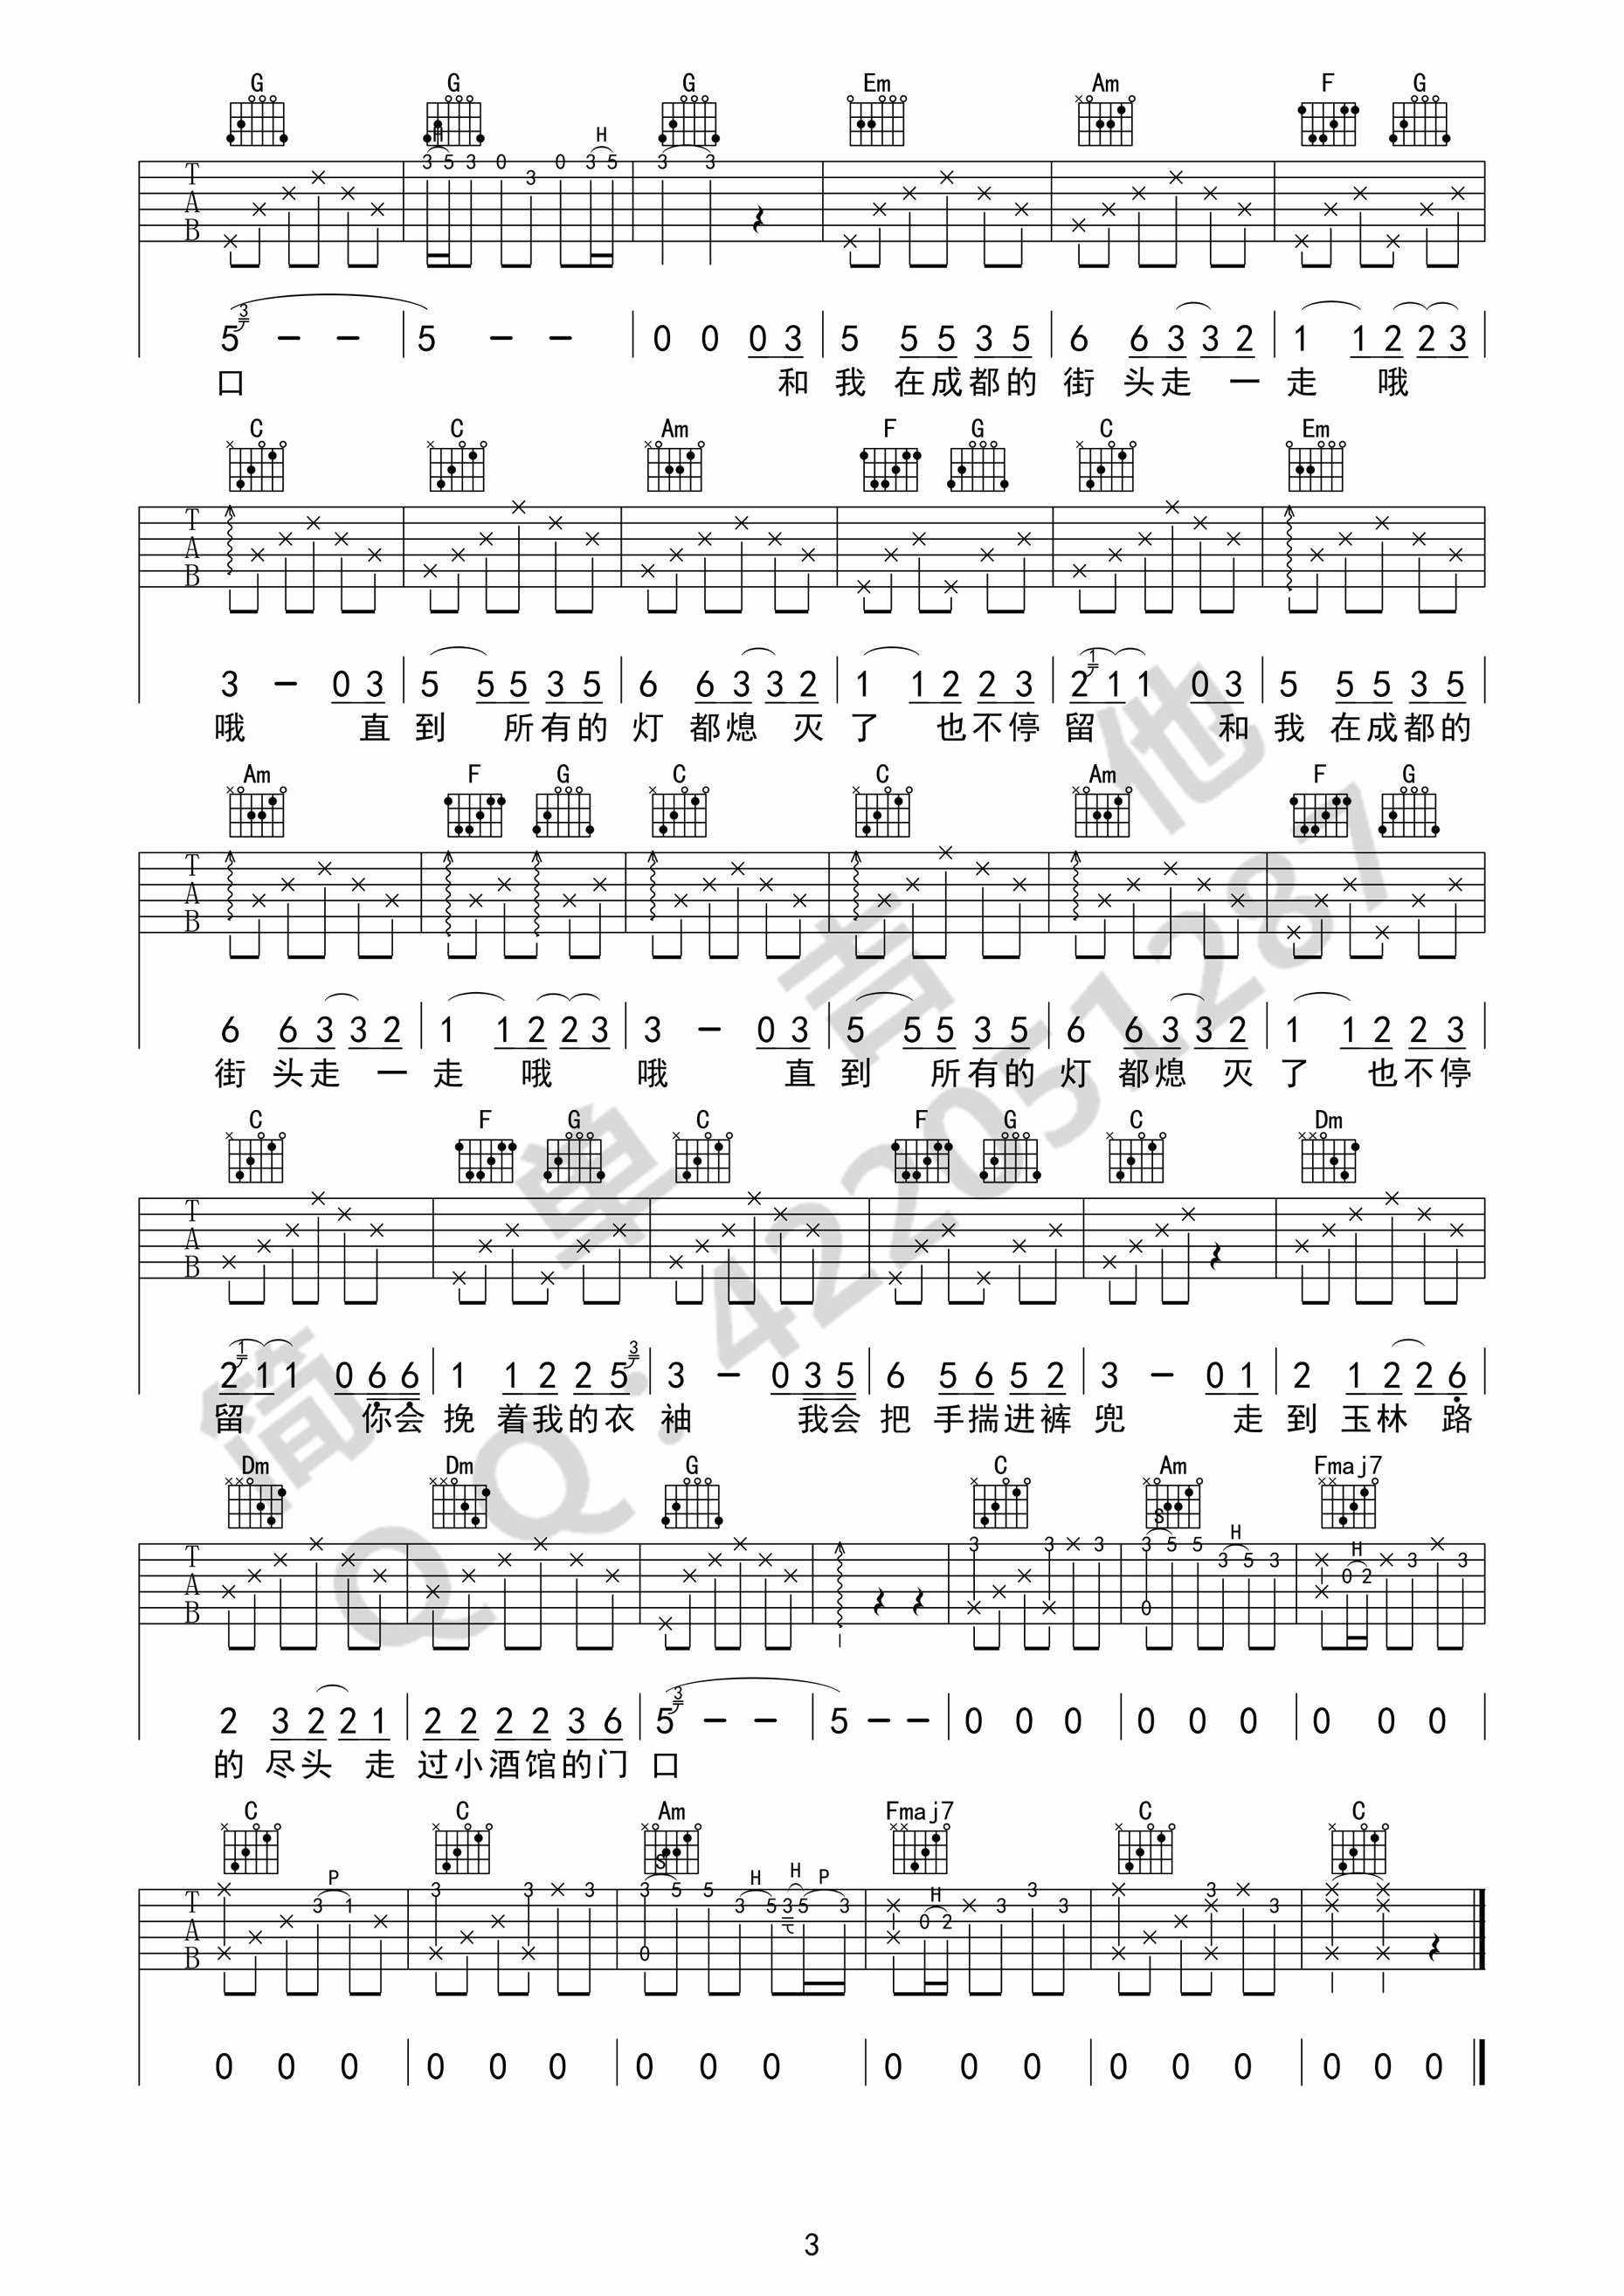 G G G Em Am F G
H H
3 5 3 0 3 0 3 5 3 3
T
A
B
5 3 - - 5 - - 0 0 0 3 5 5 5 3 5 6 6 3 3 2 1 1 2 2 3
口 和 我 在 成 都 的 街 头 走 一 走 哦
C C Am F G C Em
T
A
B
3 - 0 3 5 5 5 3 5 6 6 3 3 2 1 1 2 2 3 2 1 1 1 0 3 5 5 5 3 5
哦 直 到 所 有 的 灯 都 熄 灭 了 也 不 停 留 和 我 在 成 都 的
Am F G C C Am F G
T
A
B
6 6 3 3 2 1 1 2 2 3 3 - 0 3 5 5 5 3 5 6 6 3 3 2 1 1 2 2 3
街 头 走 一 走 哦 哦 直 到 所 有 的 灯 都 熄 灭 了 也 不 停
C F G C F G C Dm
T
A
B
2 1 1 1 0 6 6 1 1 2 2 5 3 3 - 0 3 5 6 5 6 5 2 3 - 0 1 2 1 2 2 6
留 你 会 挽 着 我 的 衣 袖 我 会 把 手 揣 进 裤 兜 走 到 玉 林 路
Dm Dm G C Am Fmaj7
S H H
3 3 3 3 5 5 3 5 3 0 0 2 3 3
T
A
B
2 3 2 2 1 2 2 2 2 3 6 5 3 - - 5 - - 0 0 0 0 0 0 0 0 0
的 尽 头 走 过 小 酒 馆 的 门 口
C C Am Fmaj7 C C
P S H H P H
3 1 3 3 3 3 5 5 3 5 3 5 3 0 0 2 3 3 3 3 3
T
A
B
0 0 0 0 0 0 0 0 0 0 0 0 0 0 0 0 0 0
简 单 吉 他
QQ：422051287
3